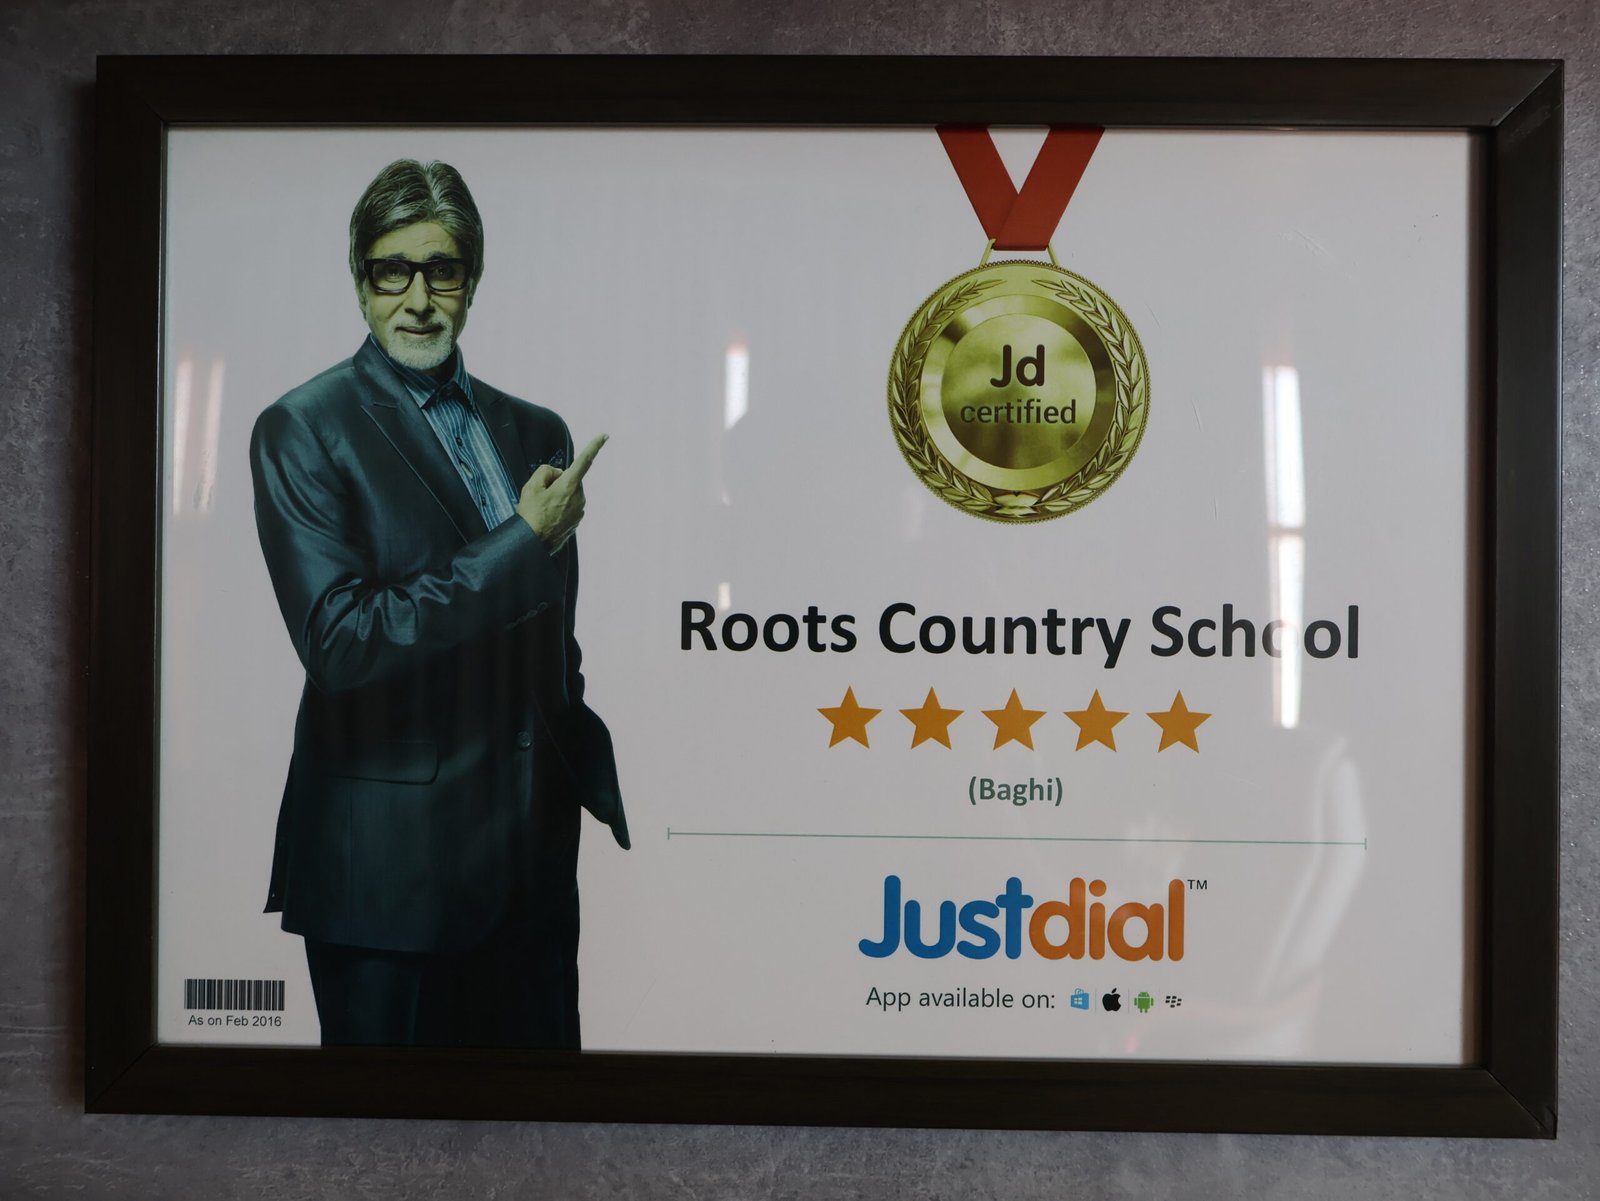 Jd
certified
Roots Country School
(Baghi)
Justdial™
App available on:
As on Feb 2016